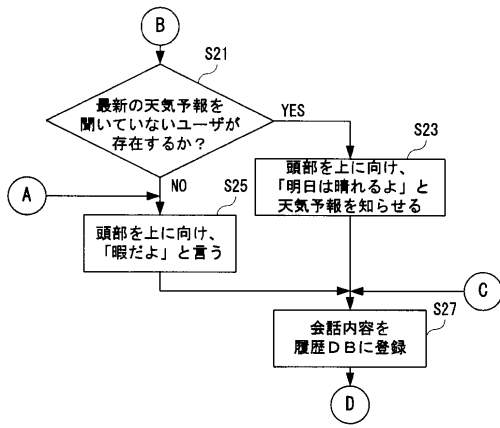 B
S21
最新の天気予報を
聞いていないユーザが
存在するか？
YES
S23
頭部を上に向け、
「明日は晴れるよ」と
天気予報を知らせる
A
NO
S25
頭部を上に向け、
「暇だよ」と言う
C
S27
会話内容を
履歴ＤＢに登録
D